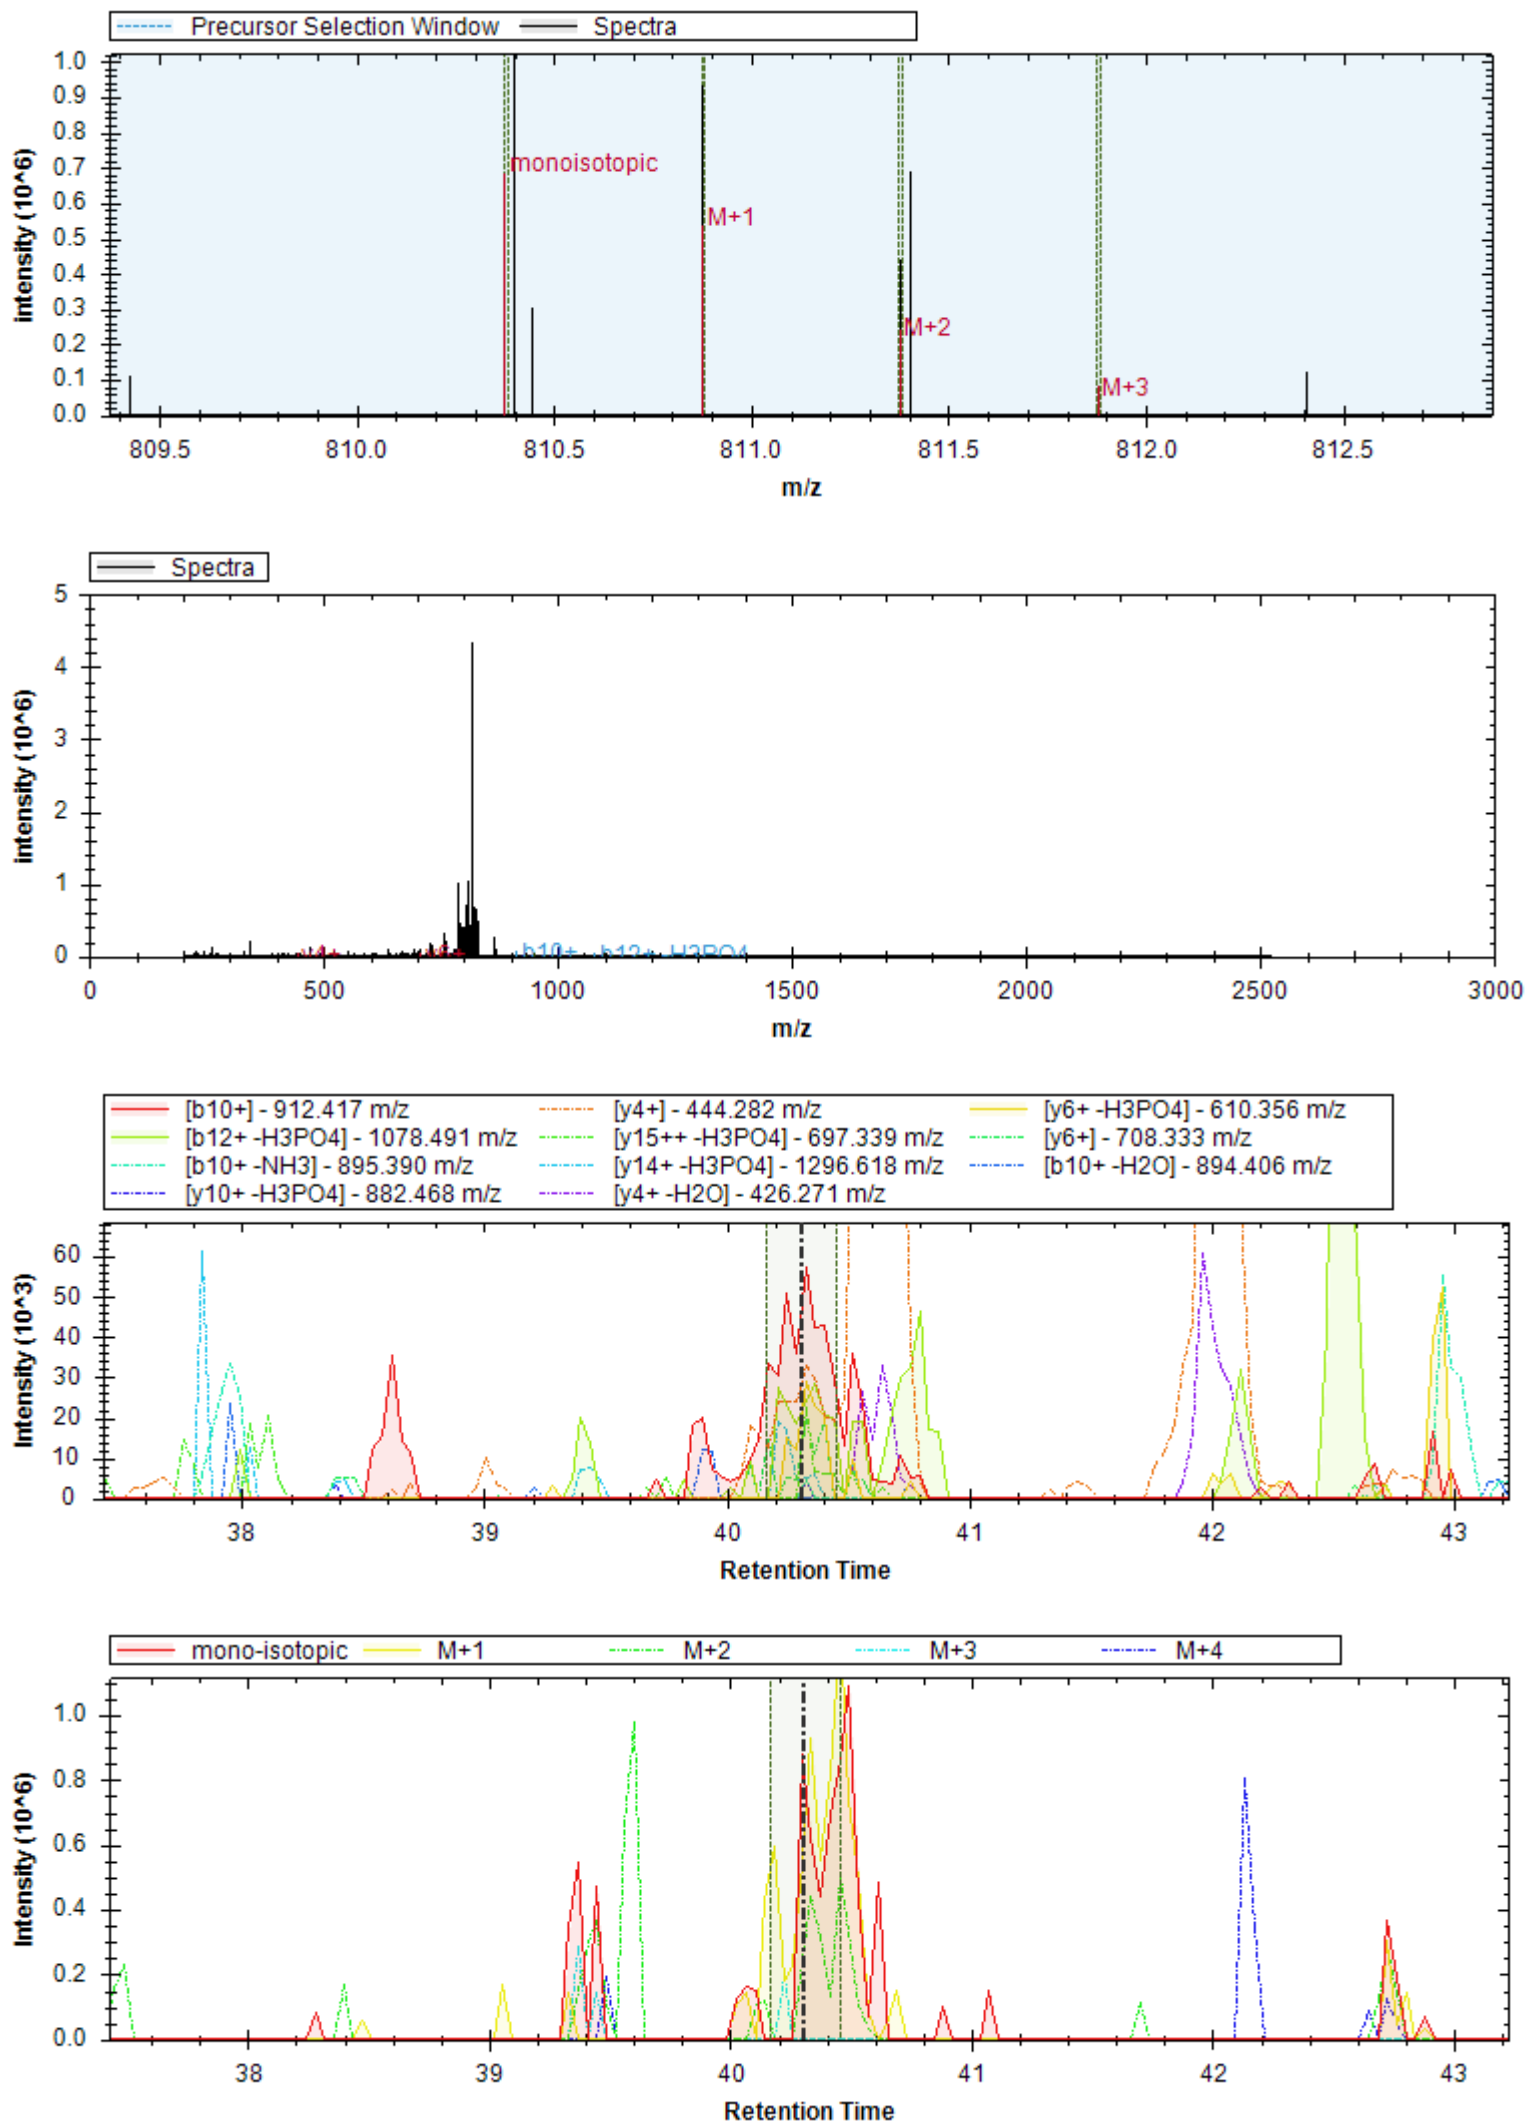 Precursor Selection Window Spectra
1.0
0.9
0.8
0.7
0.6
0.5
0.4
0.3
0.2
0.1
0.0
intensity (10^6)
monoisotopic
M+1
M+2
M+3
809.5 810.0 810.5 811.0 811.5 812.0 812.5
m/z
Spectra
5
4
3
2
1
0
intensity (10^6)
b10+ b12+ -H3PO4
0 500 1000 1500 2000 2500 3000
m/z
[b10+] - 912.417 m/z [y4+] - 444.282 m/z [y6+ -H3PO4] - 610.356 m/z
[b12+ -H3PO4] - 1078.491 m/z [y15++ -H3PO4] - 697.339 m/z [y6+] - 708.333 m/z
[b10+ -NH3] - 895.390 m/z [y14+ -H3PO4] - 1296.618 m/z [b10+ -H2O] - 894.406 m/z
[y10+ -H3PO4] - 882.468 m/z [y4+ -H2O] - 426.271 m/z
60
50
40
30
20
10
0
Intensity (10^3)
38 39 40 41 42 43
Retention Time
mono-isotopic M+1 M+2 M+3 M+4
1.0
0.8
0.6
0.4
0.2
0.0
Intensity (10^6)
38 39 40 41 42 43
Retention Time